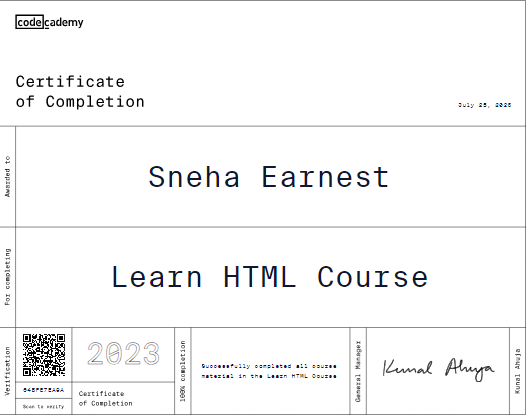 codecademy
Certificate
of Completion
July 25, 2025
Awarded to
Sneha Earnest
For completing
Learn HTML Course
Verification
Scan to verify
2023
Certificate
of Completion
100% completion
Successfully completed all course
material in the Learn HTML Course
General Manager
Kunal Ahuja
Kunal Ahuja